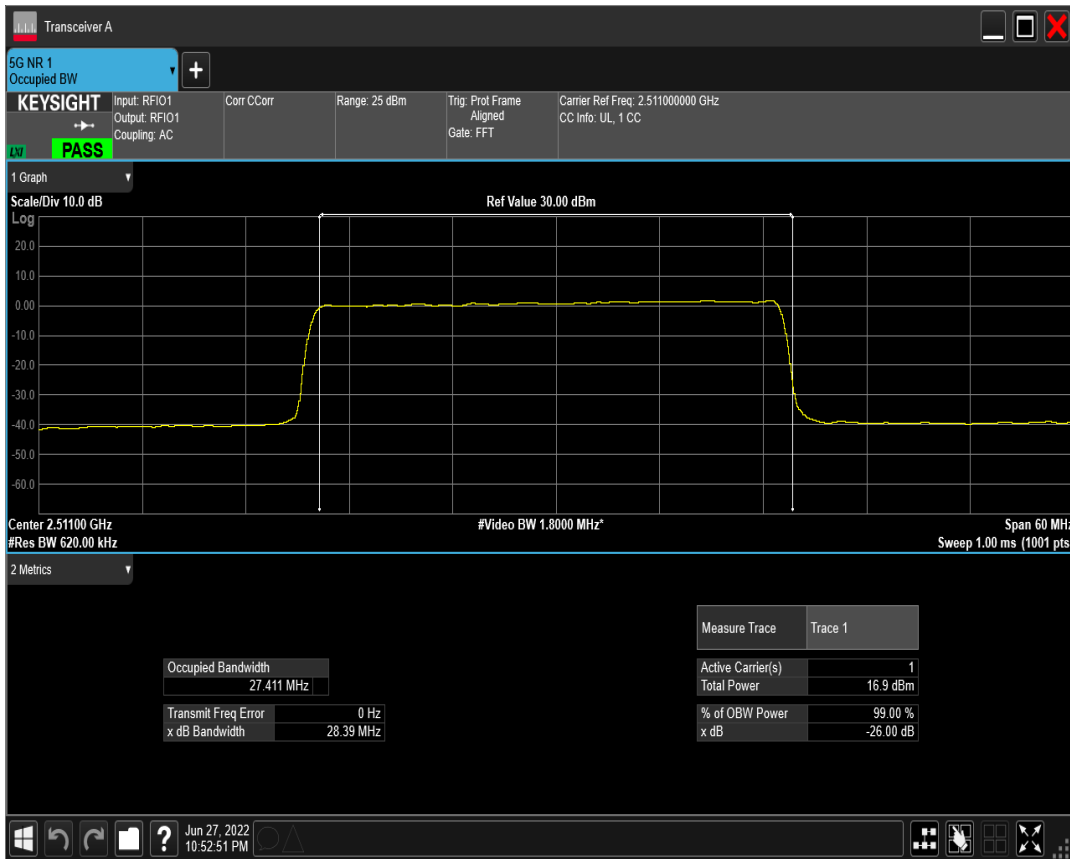 Transceiver A
5G NR 1
Occupied BW
KEYSIGHT
LXI
PASS
Input: RFIO1
Output: RFIO1
Coupling: AC
Corr CCorr
Range: 25 dBm
Trig: Prot Frame
Aligned
Gate: FFT
Carrier Ref Freq: 2.511000000 GHz
CC Info: UL, 1 CC
1 Graph
Scale/Div 10.0 dB
Ref Value 30.00 dBm
Log
20.0
10.0
0.00
-10.0
-20.0
-30.0
-40.0
-50.0
-60.0
Center 2.51100 GHz
#Video BW 1.8000 MHz*
Span 60 MHz
#Res BW 620.00 kHz
Sweep 1.00 ms (1001 pts
2 Metrics
Measure Trace Trace 1
Occupied Bandwidth
27.411 MHz
Active Carrier(s) 1
Total Power 16.9 dBm
Transmit Freq Error 0 Hz
x dB Bandwidth 28.39 MHz
% of OBW Power 99.00 %
x dB -26.00 dB
?
Jun 27, 2022
10:52:51 PM